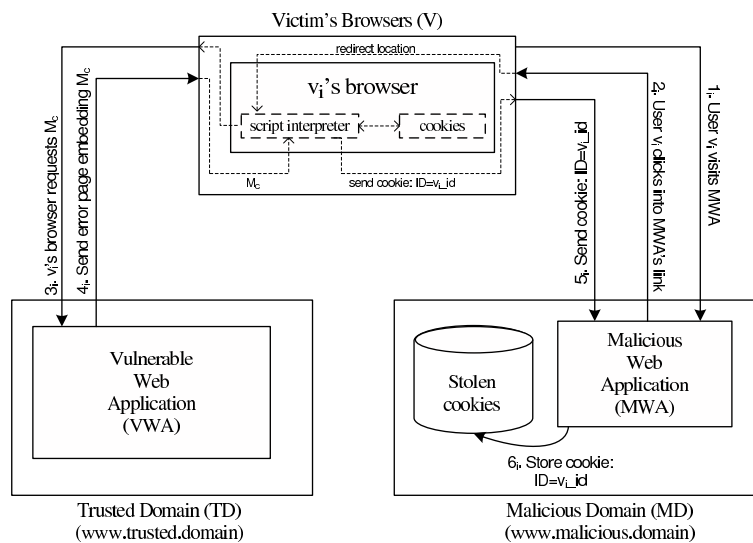 Victim's Browsers (V)
redirect location
vi's browser
script interpreter
cookies
Mc
send cookie: ID=vi_id
3i. vi's browser requests Mc
4i. Send error page embedding Mc
5i. Send cookie: ID=vi_id
2i. User vi clicks into MWA's link
1i. User vi visits MWA
Vulnerable
Web
Application
(VWA)
Stolen
cookies
Malicious
Web
Application
(MWA)
6i. Store cookie:
ID=vi_id
Trusted Domain (TD)
(www.trusted.domain)
Malicious Domain (MD)
(www.malicious.domain)